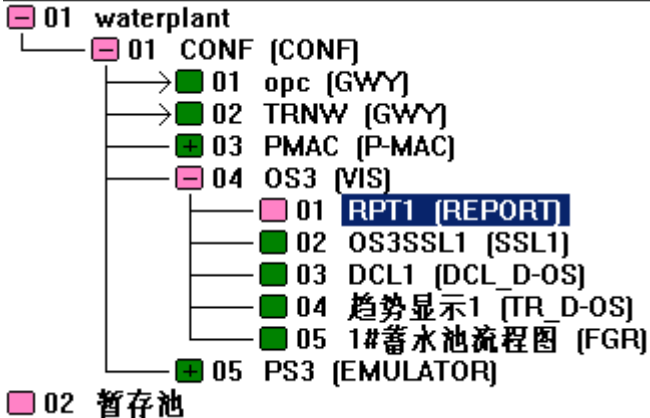 01 waterplant
01 CONF (CONF)
01 opc (GWY)
02 TRNW (GWY)
03 PMAC (P-MAC)
04 OS3 (VIS)
01 RPT1 (REPORT)
02 OS3SSL1 (SSL1)
03 DCL1 (DCL_D-OS)
04 趋势显示1 (TR_D-OS)
05 1#蓄水池流程图 (FGR)
05 PS3 (EMULATOR)
02 暂存池